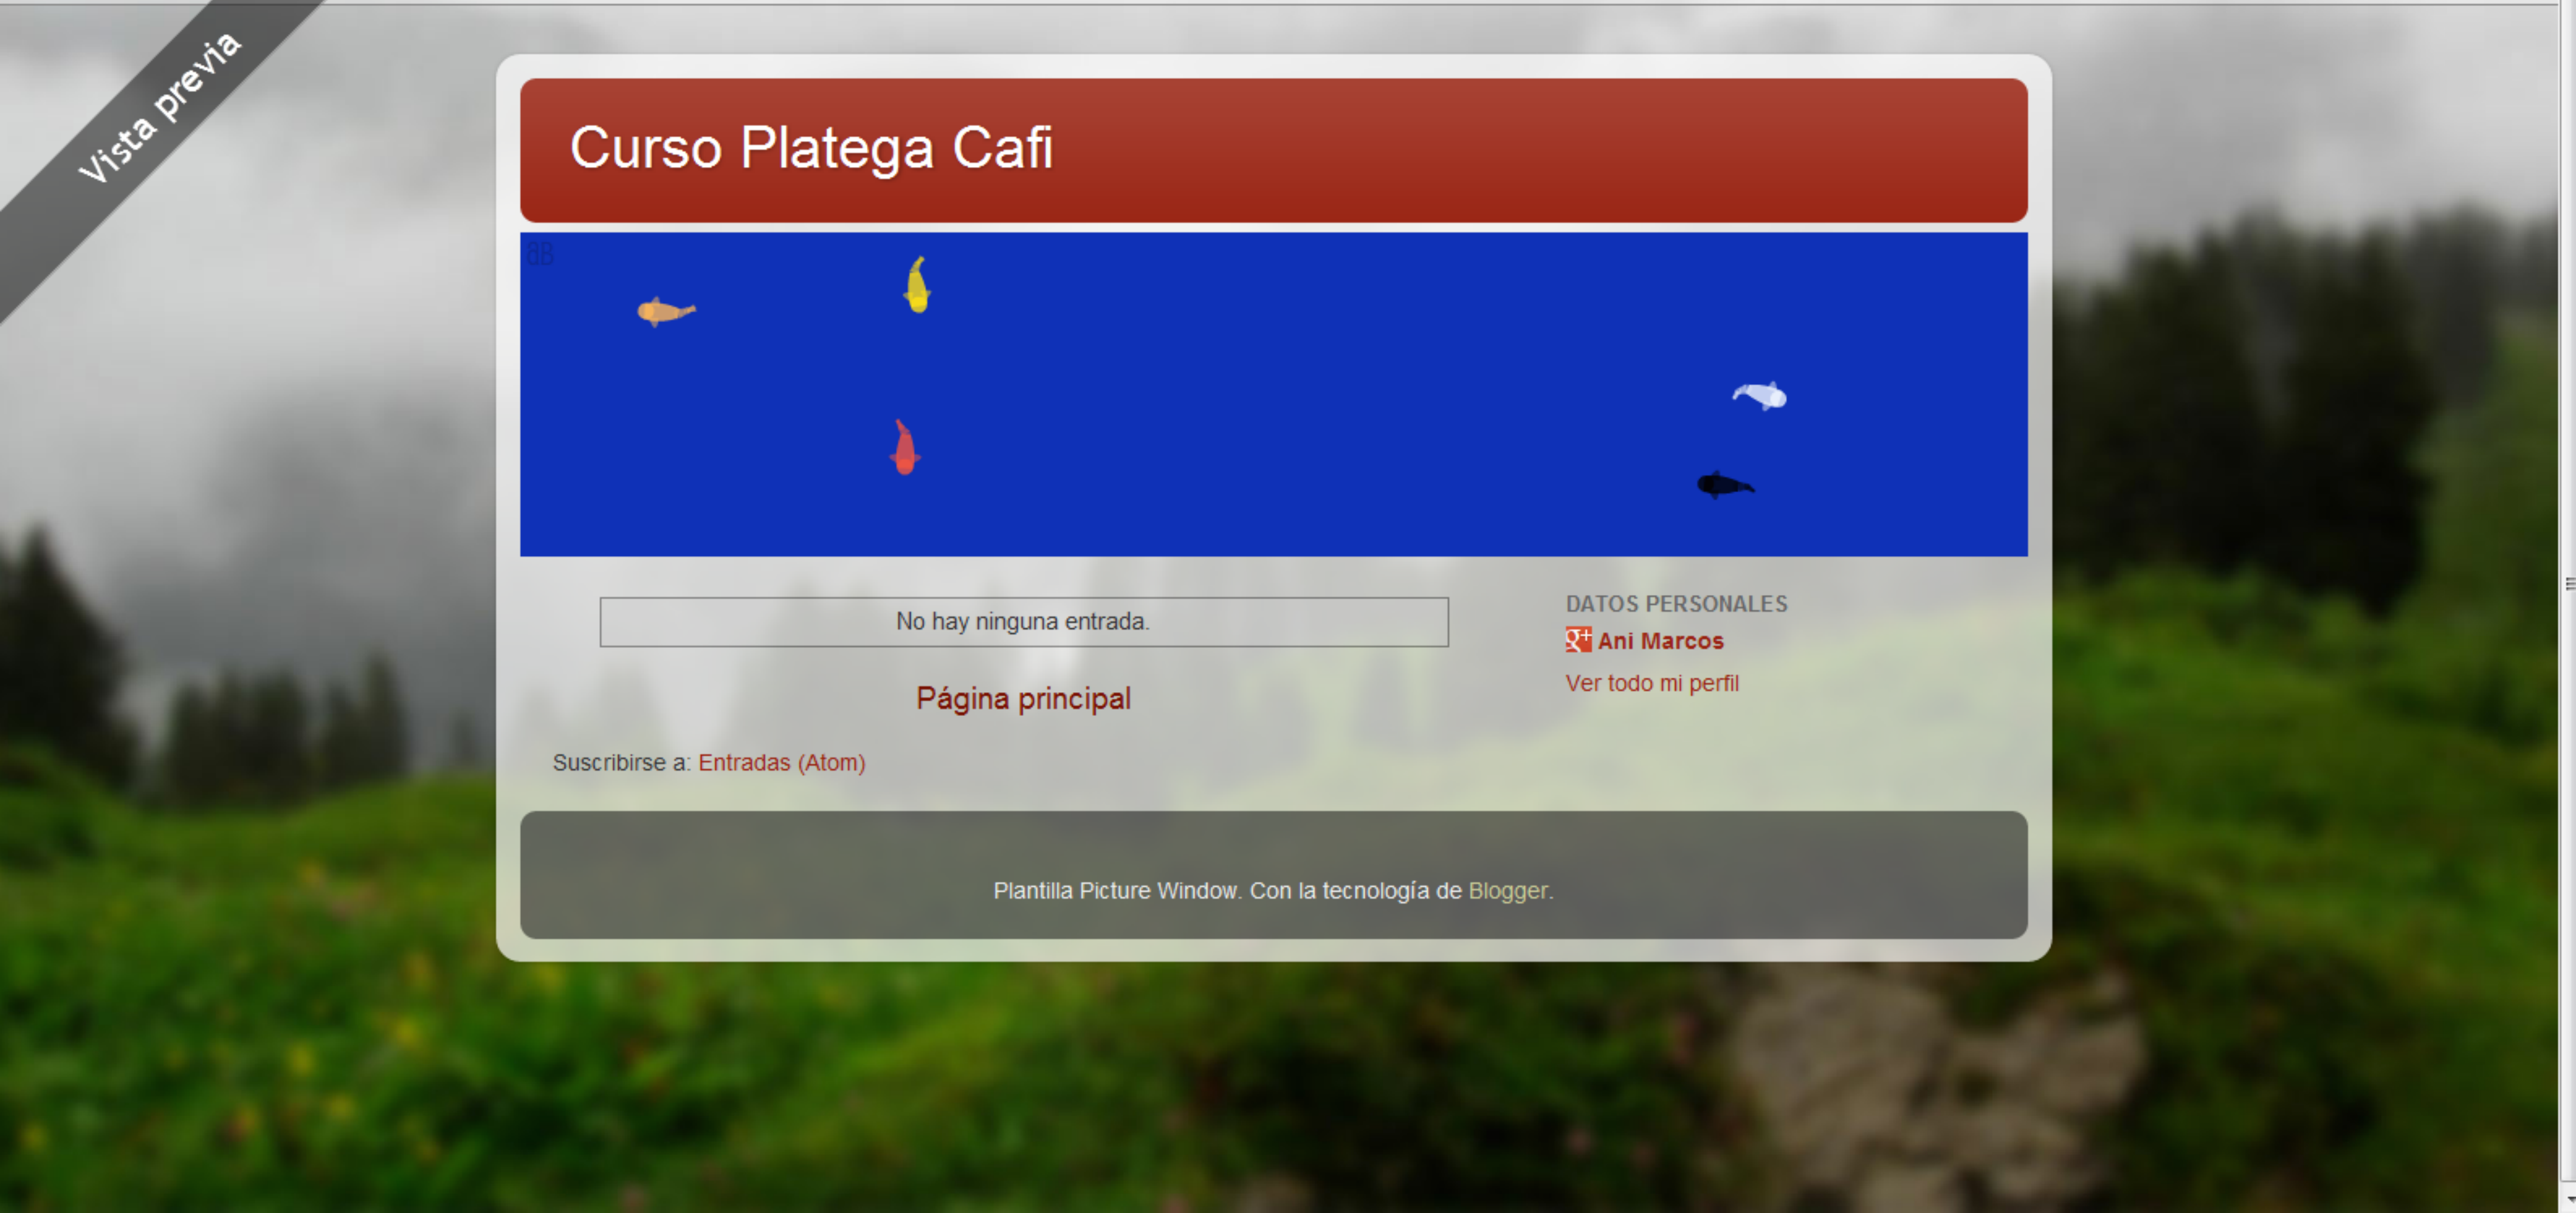 Vista previa
Curso Platega Cafi
aB
No hay ninguna entrada.
DATOS PERSONALES
g+ Ani Marcos
Ver todo mi perfil
Página principal
Suscribirse a: Entradas (Atom)
Plantilla Picture Window. Con la tecnología de Blogger.